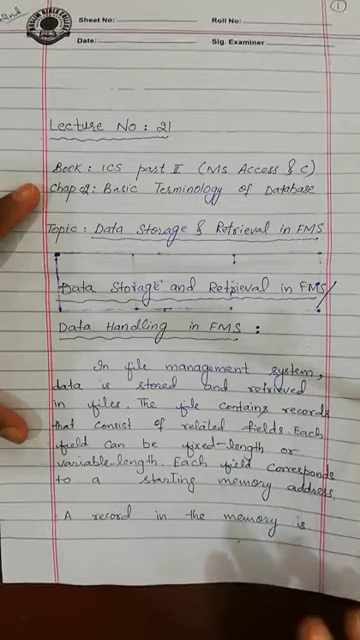 2nd
1
Sheet No:
Roll No:
Date:
Sig. Examiner
Lecture No : 21
Book : ICS part II (MS Access & C)
Chap 2: Basic Terminology of Database
Topic : Data Storage & Retrieval in FMS
Data Storage and Retrieval in FMS
Data Handling in FMS :
In file management system,
data is stored and retrieved
in files. The file contains records
that consist of related fields. Each
field can be fixed-length or
variable-length. Each field corresponds
to a starting memory address
A record in the memory is